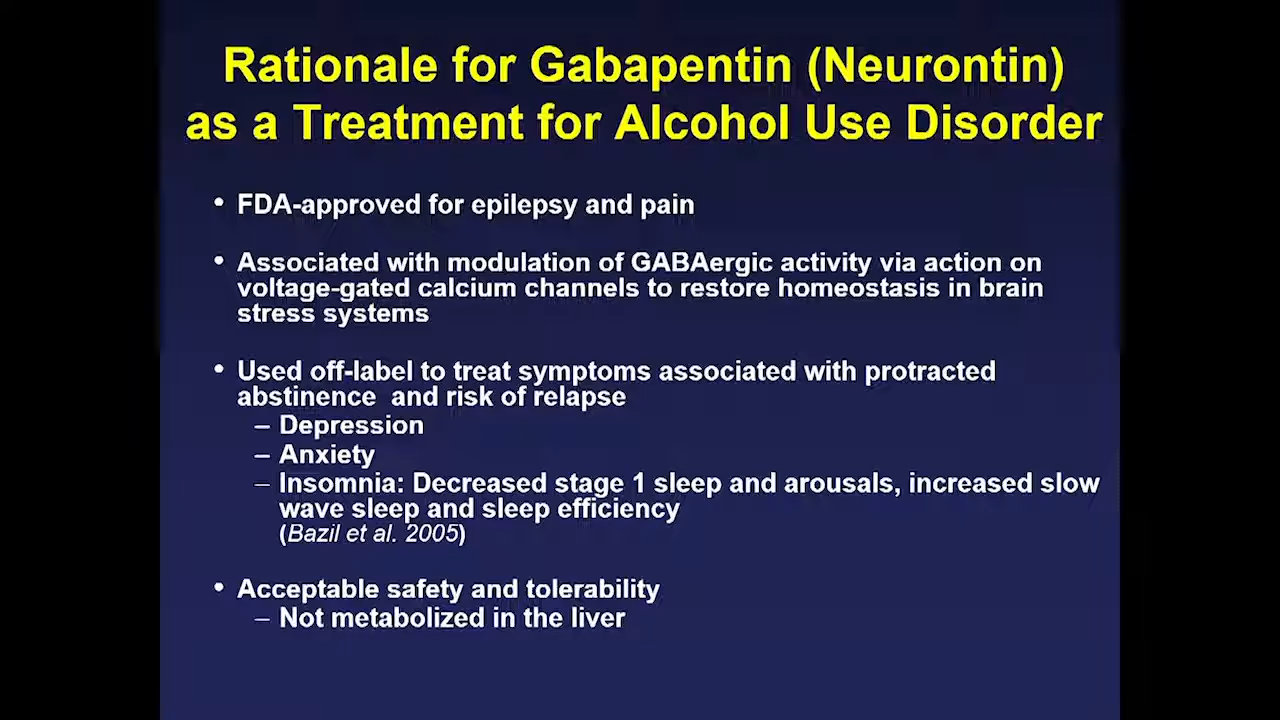 Rationale for Gabapentin (Neurontin)
as a Treatment for Alcohol Use Disorder
• FDA-approved for epilepsy and pain
• Associated with modulation of GABAergic activity via action on
voltage-gated calcium channels to restore homeostasis in brain
stress systems
• Used off-label to treat symptoms associated with protracted
abstinence and risk of relapse
– Depression
– Anxiety
– Insomnia: Decreased stage 1 sleep and arousals, increased slow
wave sleep and sleep efficiency
(Bazil et al. 2005)
• Acceptable safety and tolerability
– Not metabolized in the liver